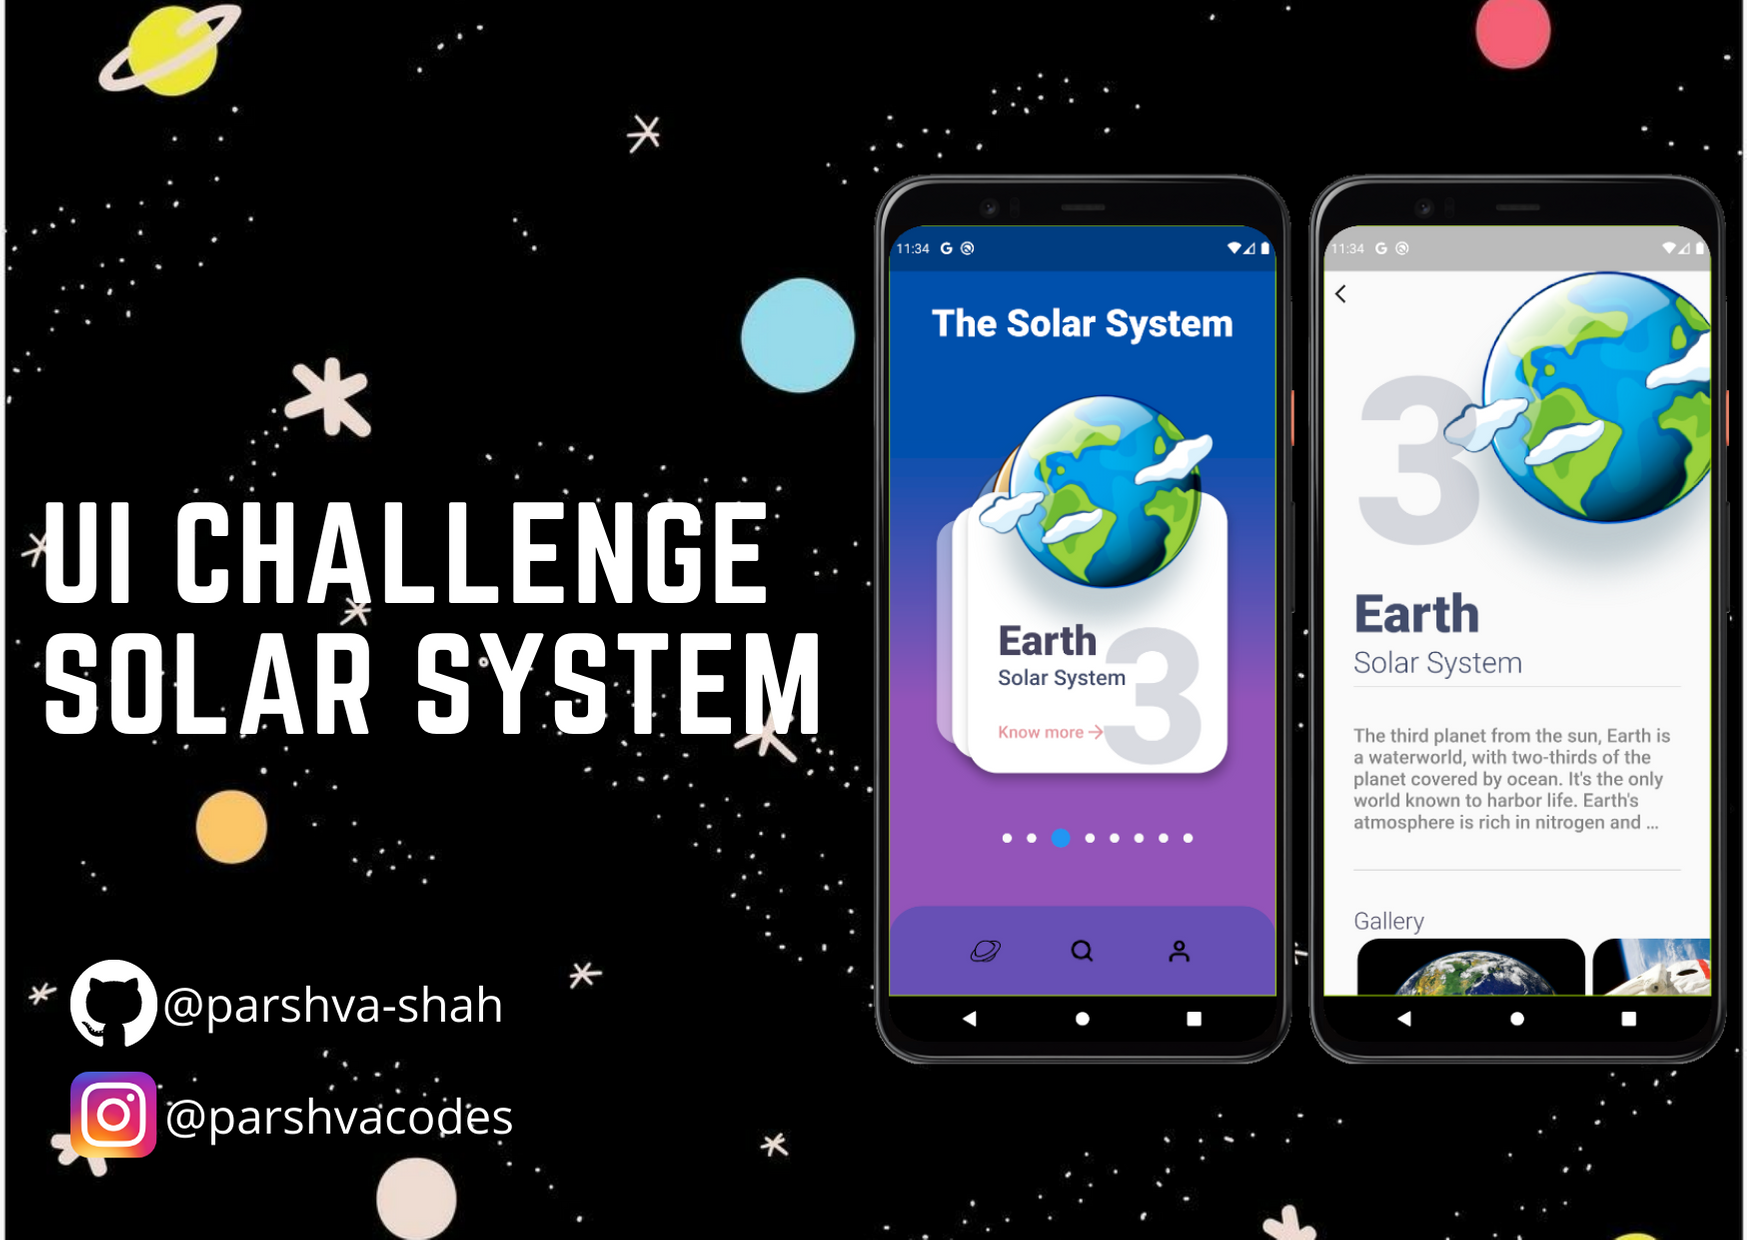 UI CHALLENGE
SOLAR SYSTEM
@parshva-shah
@parshvacodes
11:34 G
The Solar System
Earth
Solar System
3
Know more →
11:34 G
3
Earth
Solar System
The third planet from the sun, Earth is
a waterworld, with two-thirds of the
planet covered by ocean. It's the only
world known to harbor life. Earth's
atmosphere is rich in nitrogen and ...
Gallery